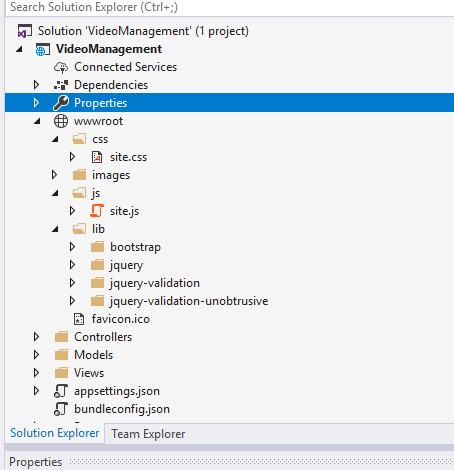 Search Solution Explorer (Ctrl+;)
Solution 'VideoManagement' (1 project)
VideoManagement
Connected Services
Dependencies
Properties
wwwroot
css
site.css
images
js
site.js
lib
bootstrap
jquery
jquery-validation
jquery-validation-unobtrusive
favicon.ico
Controllers
Models
Views
appsettings.json
bundleconfig.json
Solution Explorer Team Explorer
Properties